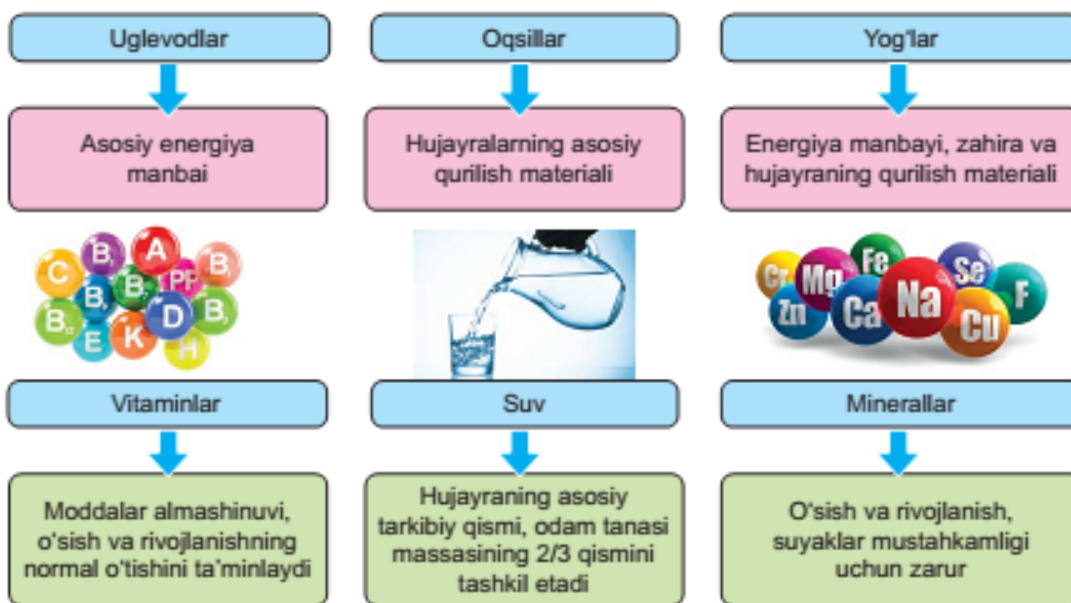 Uglevodlar
Oqsillar
Yog‘lar
Asosiy energiya
manbai
Hujayralarning asosiy
qurilish materiali
Energiya manbayi, zahira va
hujayraning qurilish materiali
C
B
A
B
PP
B
B
B
D
B
E
K
H
Cr
Mg
Fe
Se
F
Zn
Ca
Na
Cu
Vitaminlar
Suv
Minerallar
Moddalar almashinuvi,
o‘sish va rivojlanishning
normal o‘tishini ta’minlaydi
Hujayraning asosiy
tarkibiy qismi, odam tanasi
massasining 2/3 qismini
tashkil etadi
O‘sish va rivojlanish,
suyaklar mustahkamligi
uchun zarur